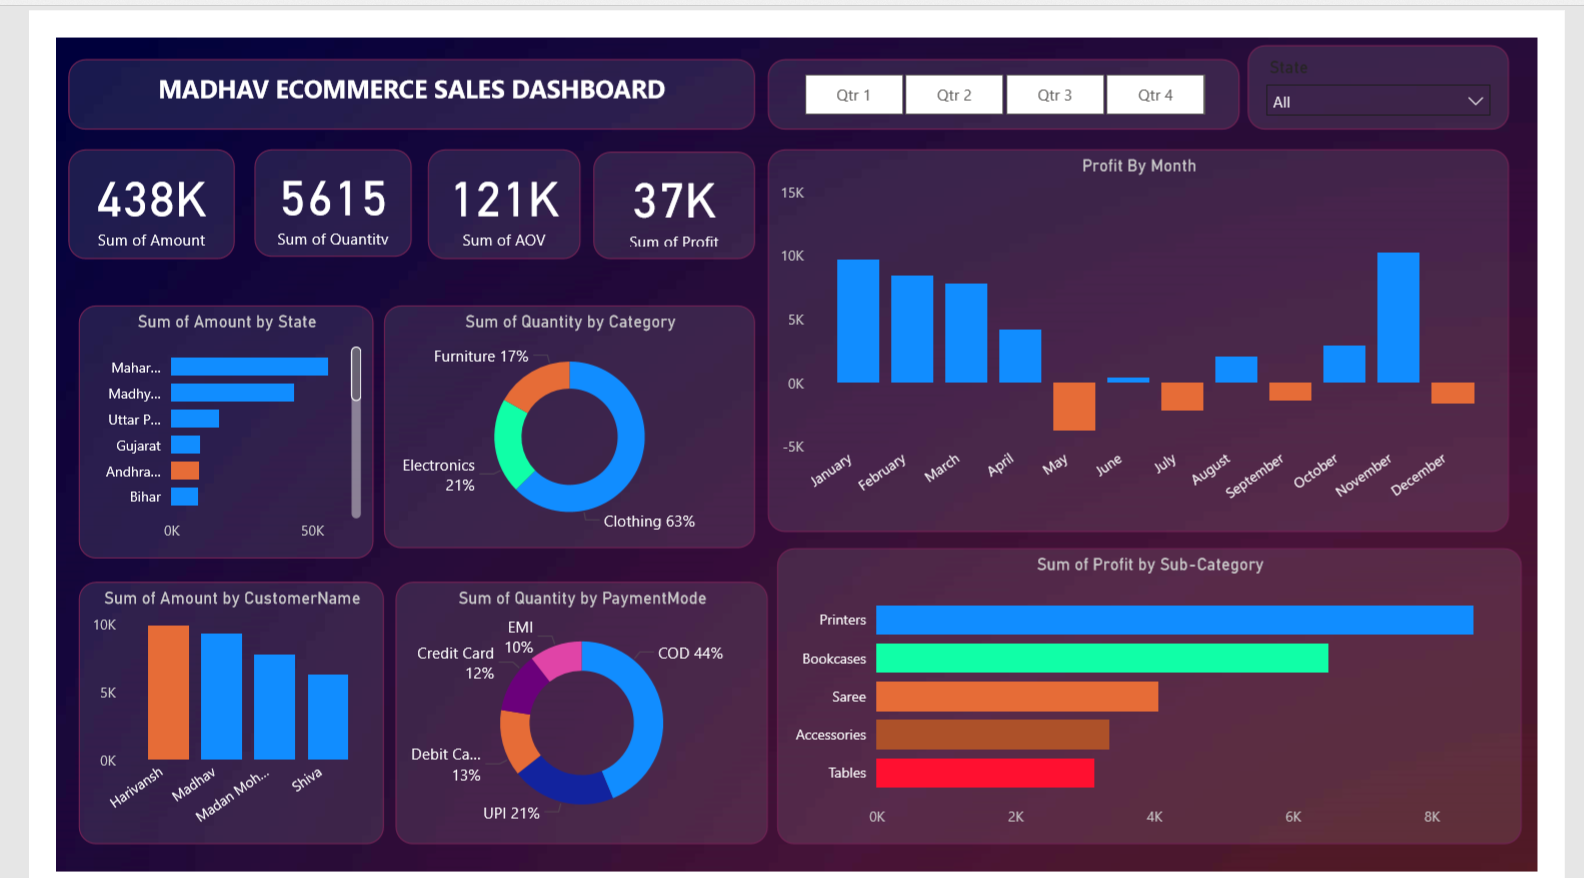 MADHAV ECOMMERCE SALES DASHBOARD
Qtr 1
Qtr 2
Qtr 3
Qtr 4
State
All
438K
Sum of Amount
5615
Sum of Quantity
121K
Sum of AOV
37K
Sum of Profit
Profit By Month
15K
10K
5K
0K
-5K
January
February
March
April
May
June
July
August
September
October
November
December
Sum of Amount by State
Mahar...
Madhy...
Uttar P...
Gujarat
Andhra...
Bihar
0K
50K
Sum of Quantity by Category
Furniture 17%
Electronics
21%
Clothing 63%
Sum of Amount by CustomerName
10K
5K
0K
Harivansh
Madhav
Madan Moh...
Shiva
Sum of Quantity by PaymentMode
EMI
10%
Credit Card
12%
COD 44%
Debit Ca...
13%
UPI 21%
Sum of Profit by Sub-Category
Printers
Bookcases
Saree
Accessories
Tables
0K
2K
4K
6K
8K